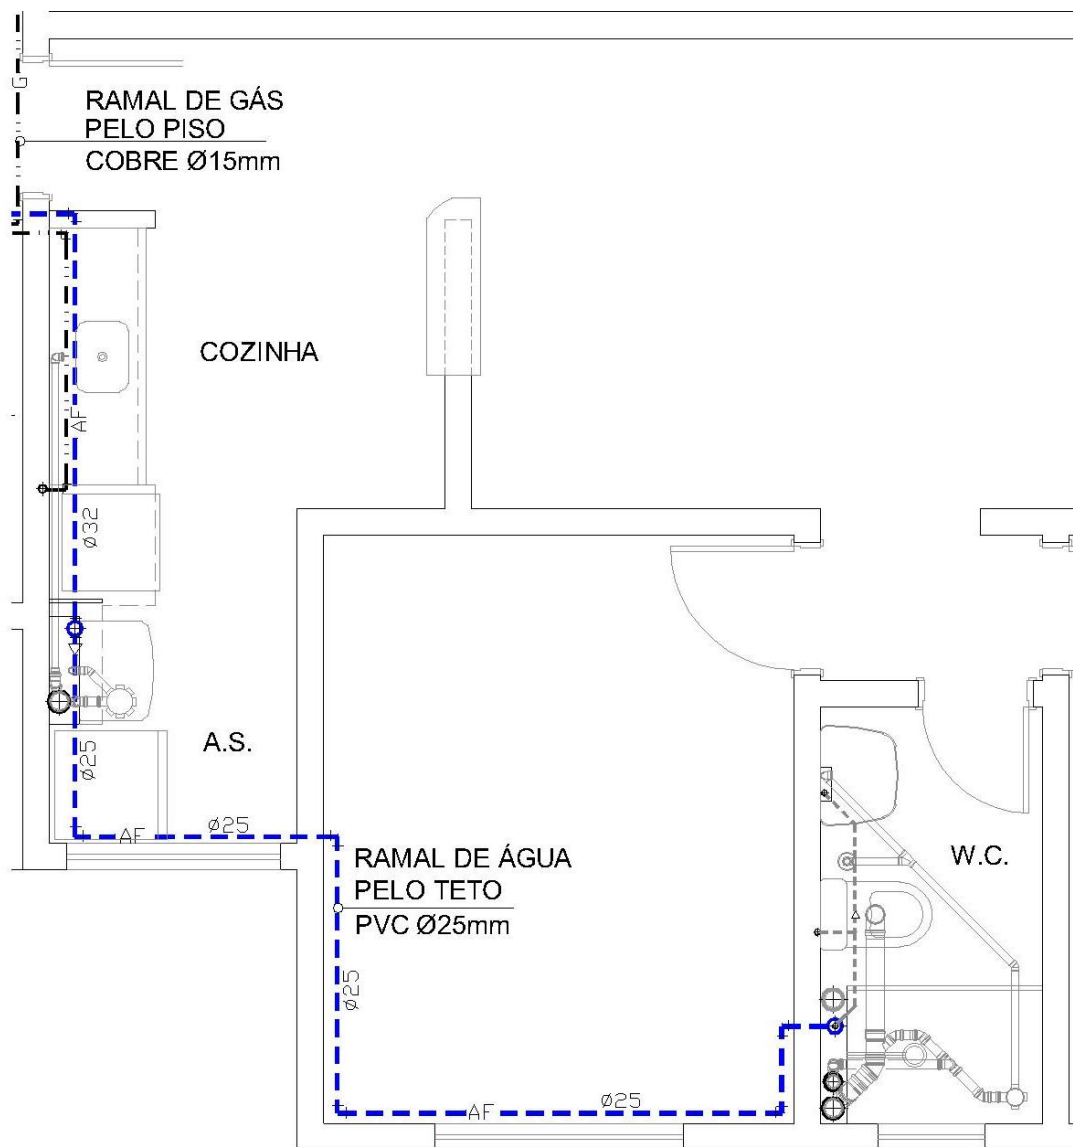 G
RAMAL DE GÁS
PELO PISO
COBRE Ø15mm
COZINHA
AF
Ø32
A.S.
Ø25
AF
Ø25
RAMAL DE ÁGUA
PELO TETO
PVC Ø25mm
W.C.
Ø25
AF
Ø25